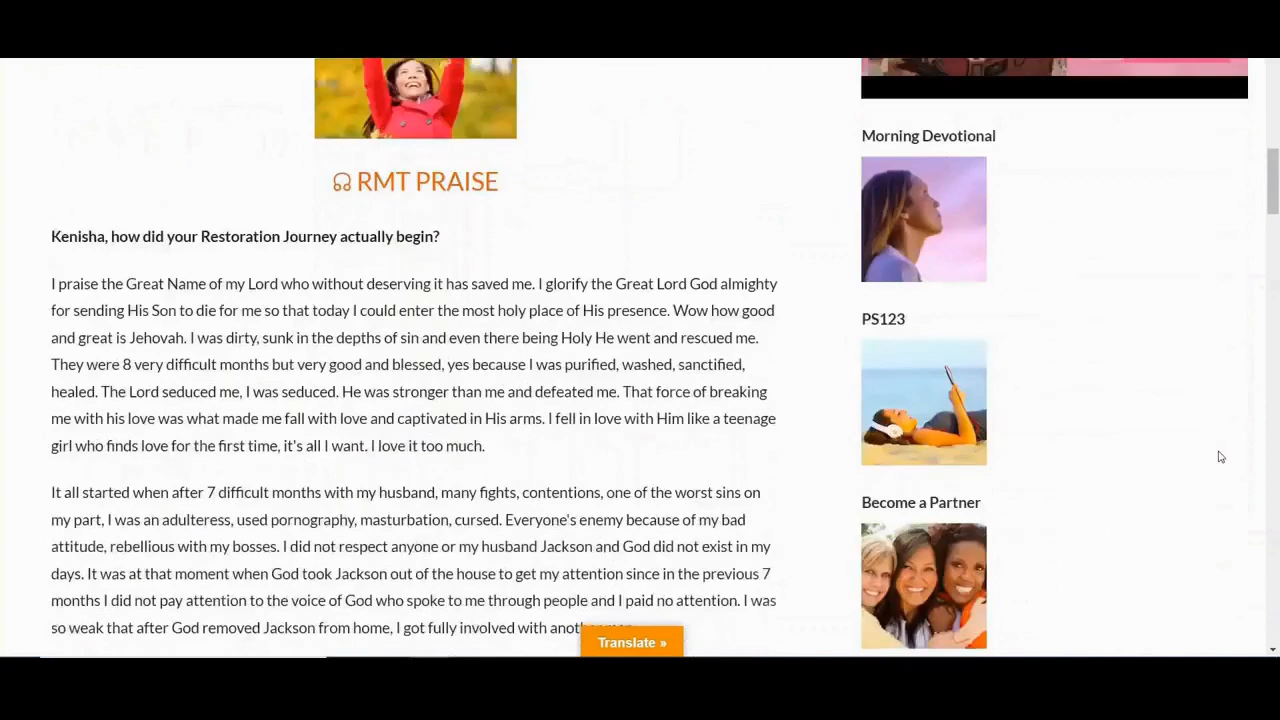 RMT PRAISE
Kenisha, how did your Restoration Journey actually begin?
I praise the Great Name of my Lord who without deserving it has saved me. I glorify the Great Lord God almighty
for sending His Son to die for me so that today I could enter the most holy place of His presence. Wow how good
and great is Jehovah. I was dirty, sunk in the depths of sin and even there being Holy He went and rescued me.
They were 8 very difficult months but very good and blessed, yes because I was purified, washed, sanctified,
healed. The Lord seduced me, I was seduced. He was stronger than me and defeated me. That force of breaking
me with his love was what made me fall with love and captivated in His arms. I fell in love with Him like a teenage
girl who finds love for the first time, it's all I want. I love it too much.
It all started when after 7 difficult months with my husband, many fights, contentions, one of the worst sins on
my part, I was an adulteress, used pornography, masturbation, cursed. Everyone's enemy because of my bad
attitude, rebellious with my bosses. I did not respect anyone or my husband Jackson and God did not exist in my
days. It was at that moment when God took Jackson out of the house to get my attention since in the previous 7
months I did not pay attention to the voice of God who spoke to me through people and I paid no attention. I was
so weak that after God removed Jackson from home, I got fully involved with
Translate »
Morning Devotional
PS123
Become a Partner